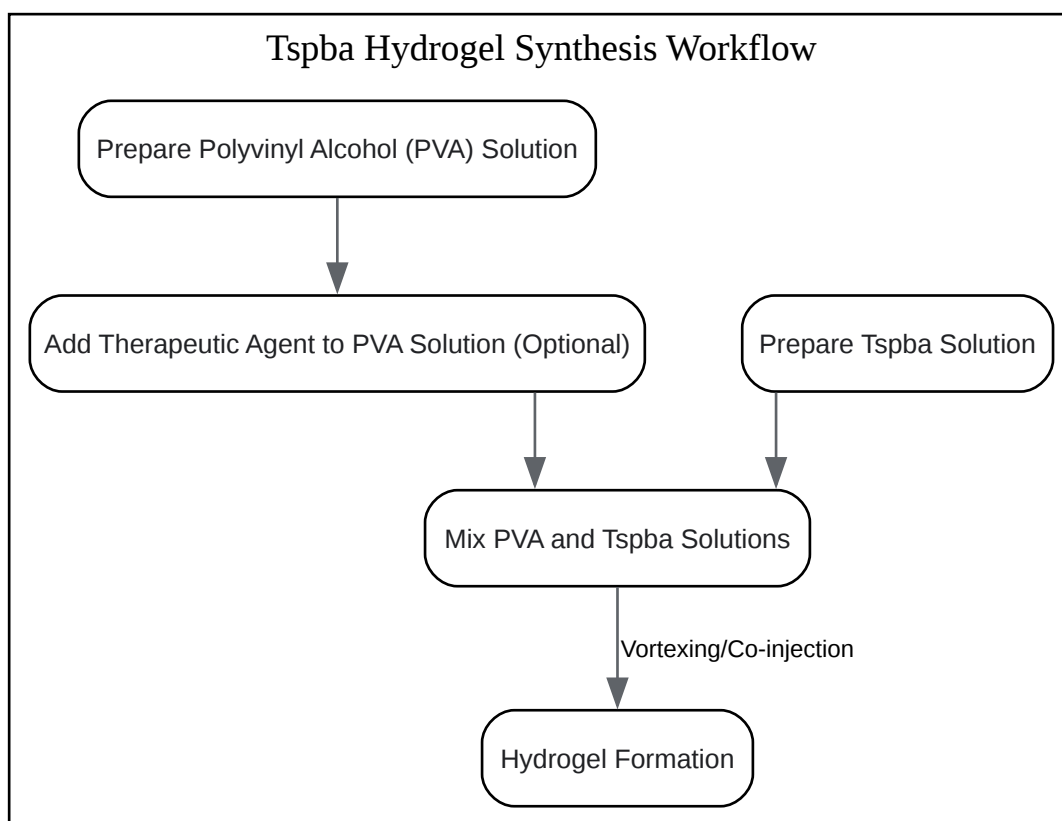 Tspba Hydrogel Synthesis Workflow
Prepare Polyvinyl Alcohol (PVA) Solution
Add Therapeutic Agent to PVA Solution (Optional)
Prepare Tspba Solution
Mix PVA and Tspba Solutions
Vortexing/Co-injection
Hydrogel Formation